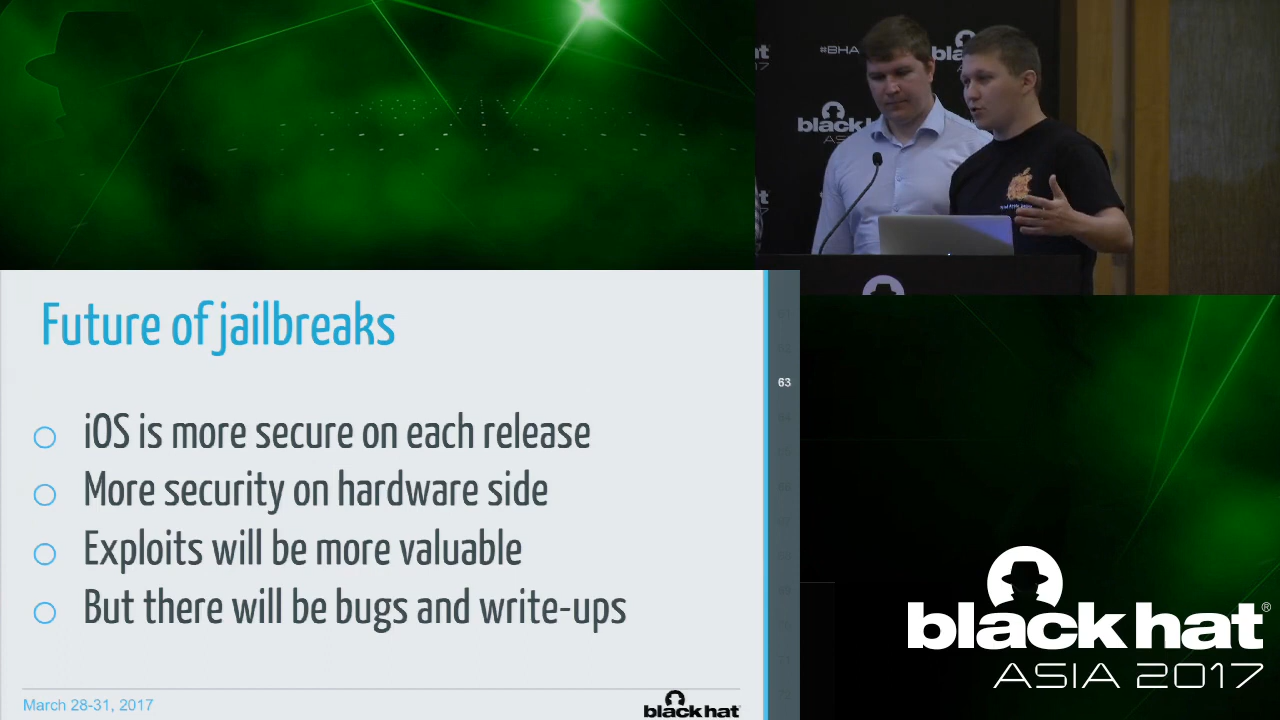 #BHA
black
ASI
Future of jailbreaks
63
iOS is more secure on each release
More security on hardware side
Exploits will be more valuable
But there will be bugs and write-ups
March 28-31, 2017
black hat
black hat®
ASIA 2017